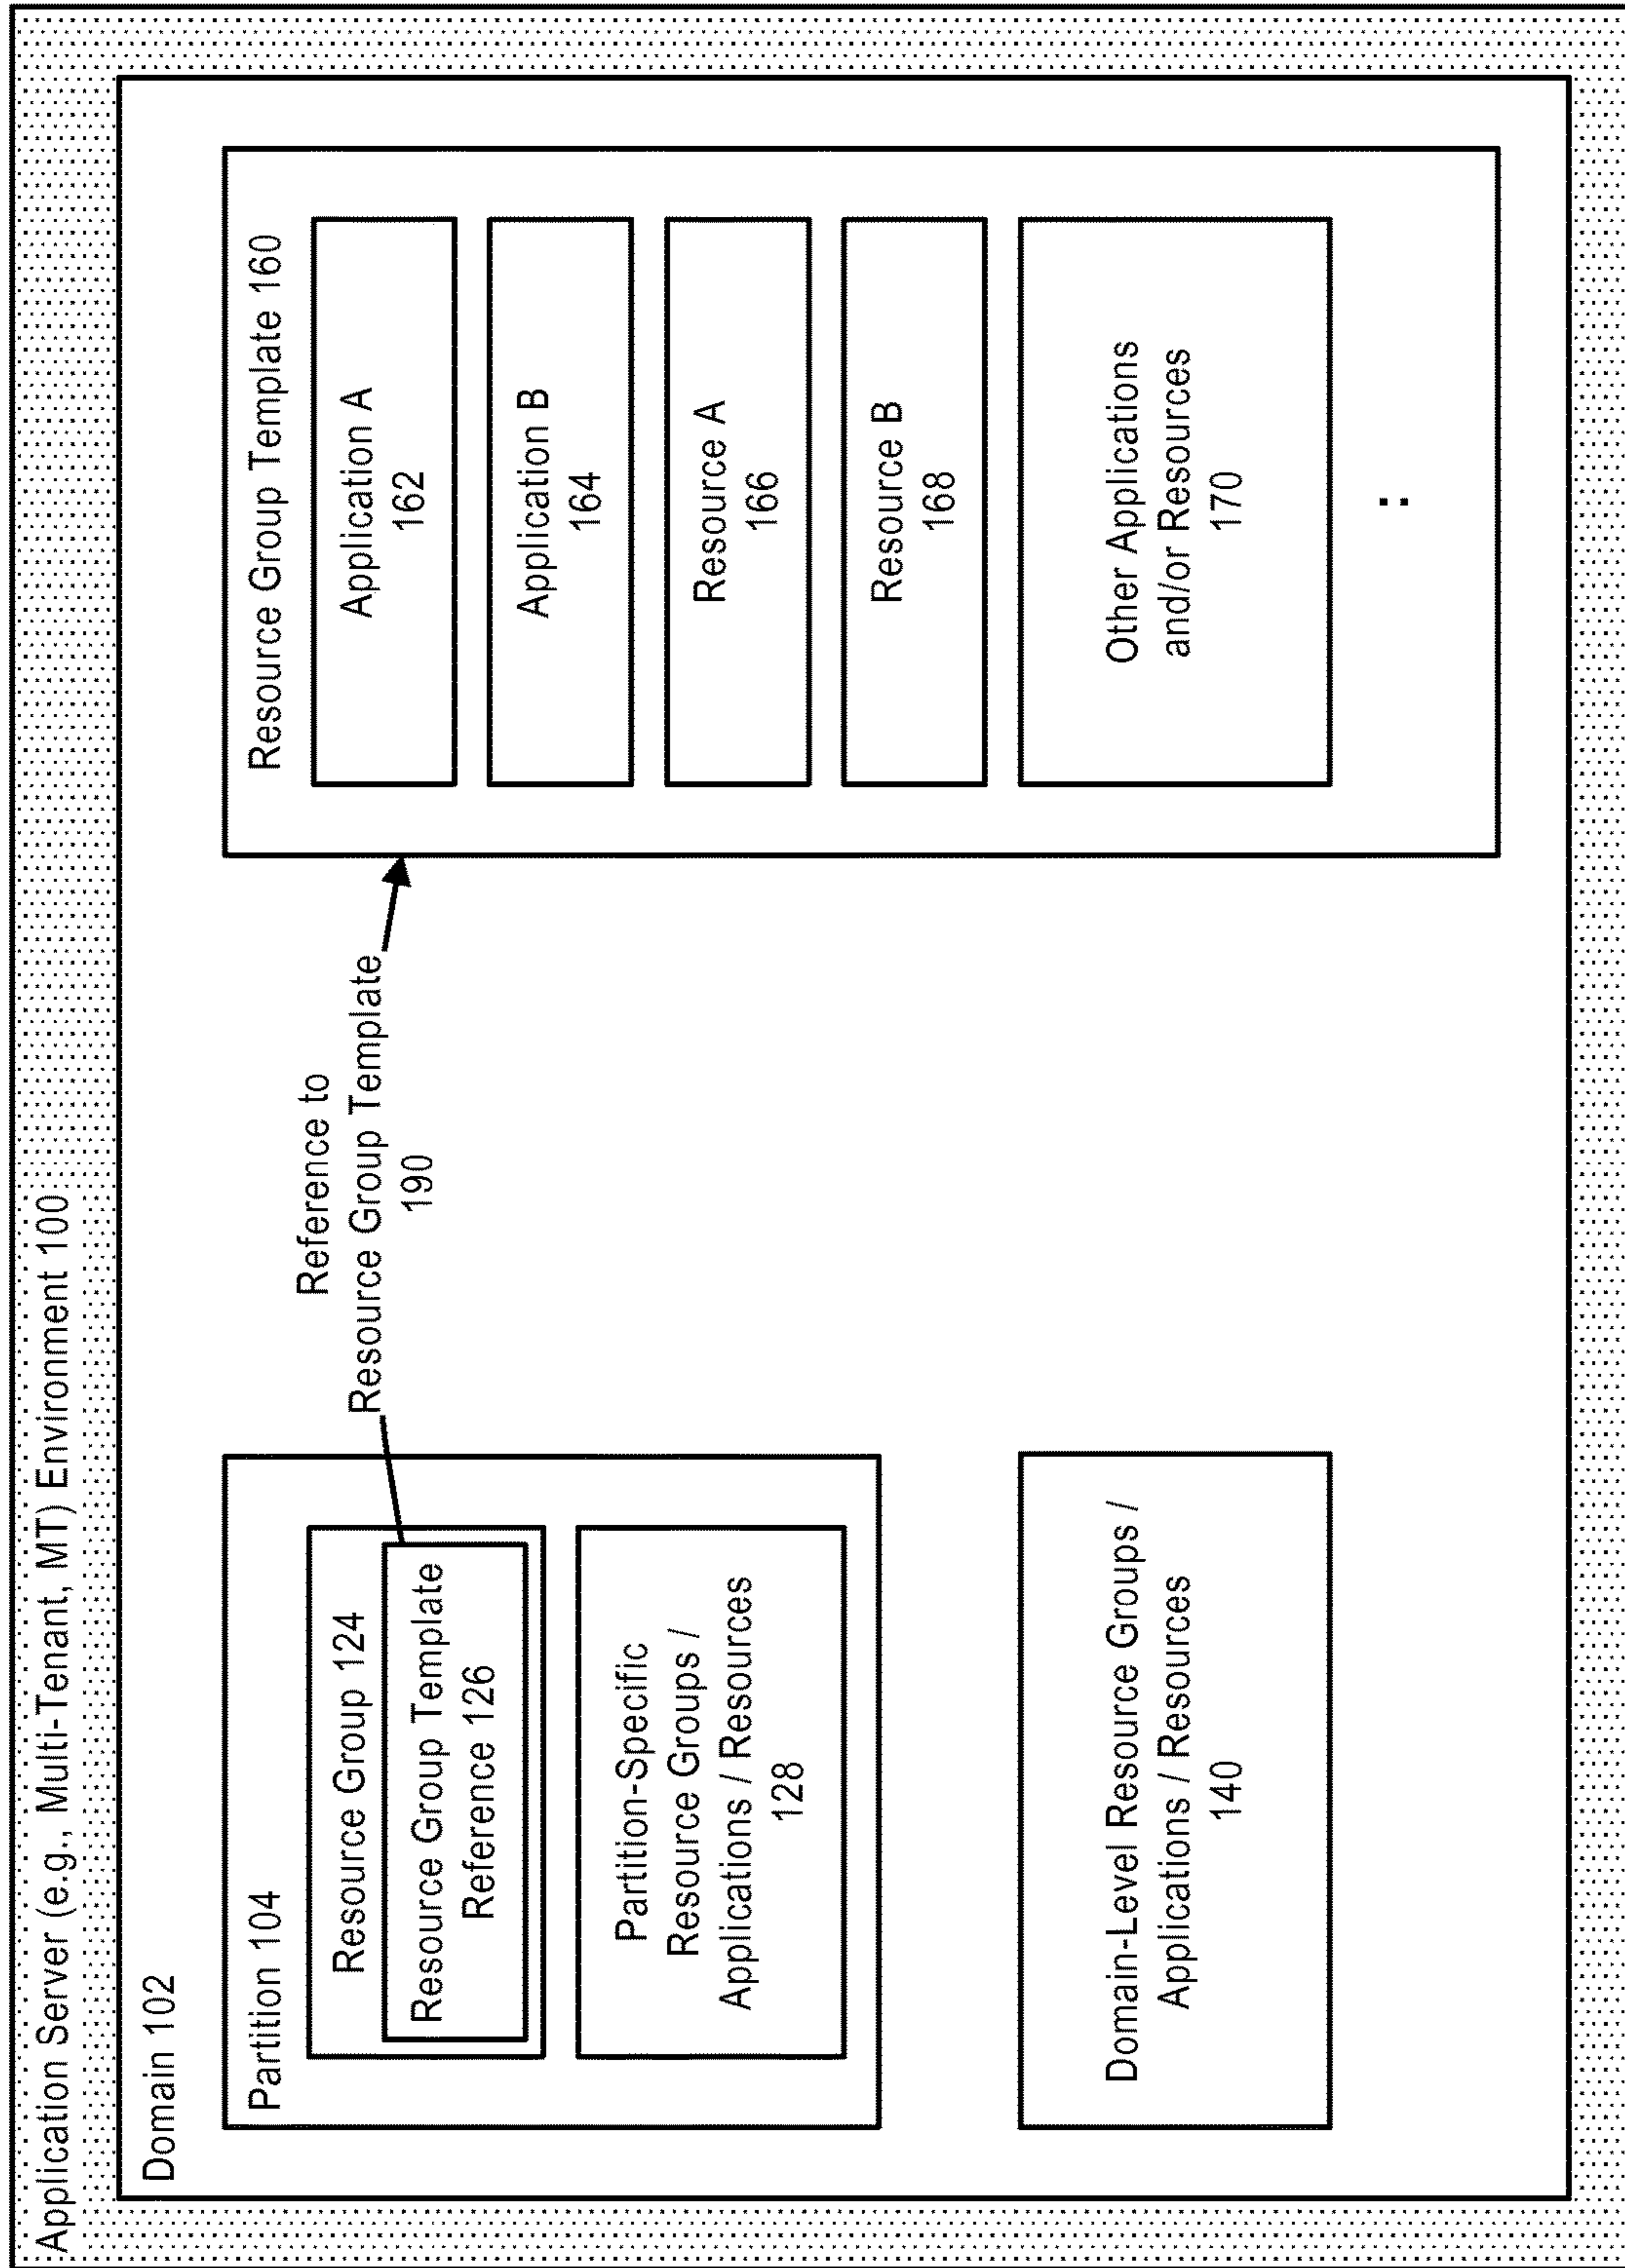 Application Server (e.g., Multi-Tenant, MT) Environment 100
Domain 102
Partition 104
Resource Group 124
Resource Group Template
Reference 126
Partition-Specific
Resource Groups /
Applications / Resources
128
Domain-Level Resource Groups /
Applications / Resources
140
Reference to
Resource Group Template
190
Resource Group Template 160
Application A
162
Application B
164
Resource A
166
Resource B
168
Other Applications
and/or Resources
170